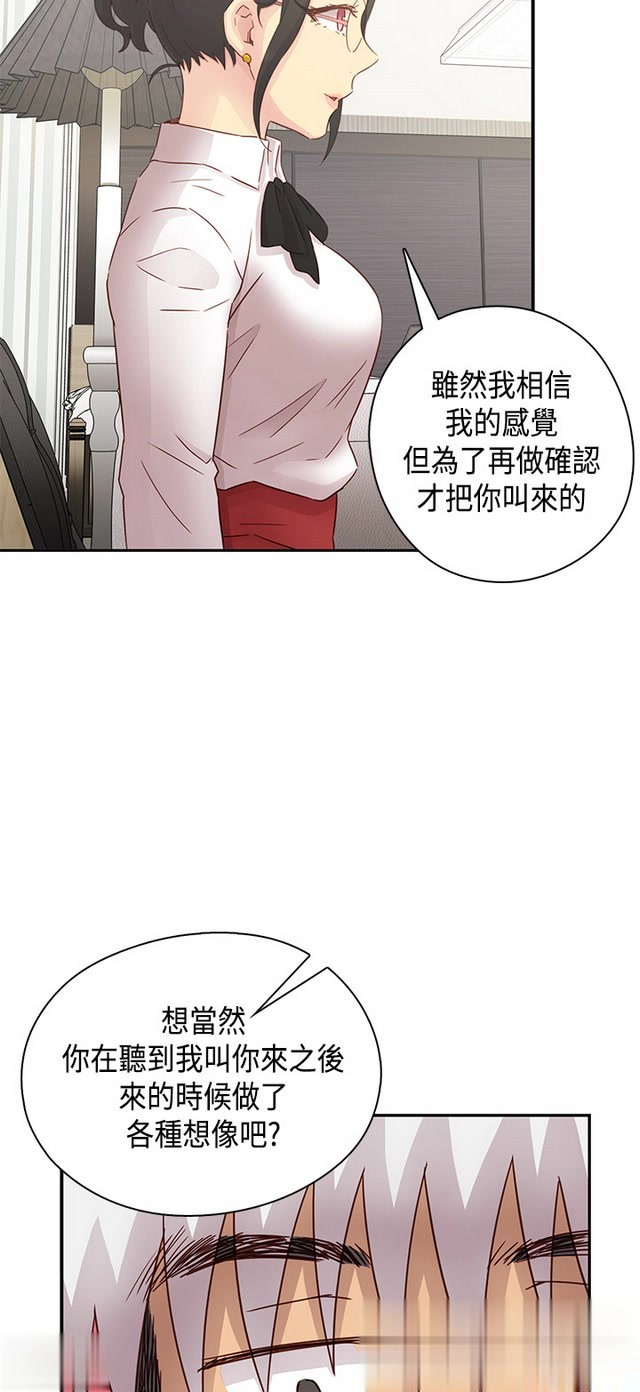 雖然我相信
我的感覺
但為了再做確認
才把你叫來的
想當然
你在聽到我叫你來之後
來的時候做了
各種想像吧?